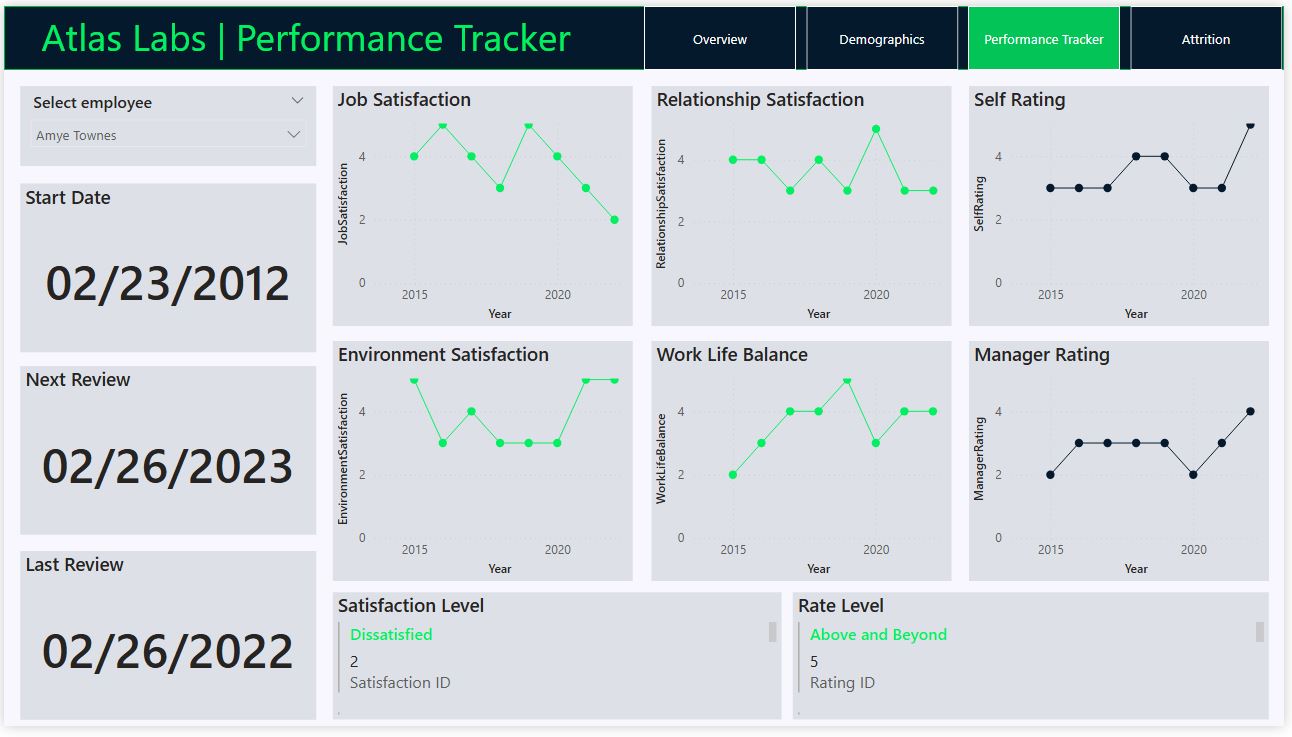 Atlas Labs | Performance Tracker
Overview
Demographics
Performance Tracker
Attrition
Select employee
Amye Townes
Start Date
02/23/2012
Next Review
02/26/2023
Last Review
02/26/2022
Job Satisfaction
JobSatisfaction
4
2
0
2015 2020
Year
Relationship Satisfaction
RelationshipSatisfaction
4
2
0
2015 2020
Year
Self Rating
SelfRating
4
2
0
2015 2020
Year
Environment Satisfaction
EnvironmentSatisfaction
4
2
0
2015 2020
Year
Work Life Balance
WorkLifeBalance
4
2
0
2015 2020
Year
Manager Rating
ManagerRating
4
2
0
2015 2020
Year
Satisfaction Level
Dissatisfied
2
Satisfaction ID
Rate Level
Above and Beyond
5
Rating ID